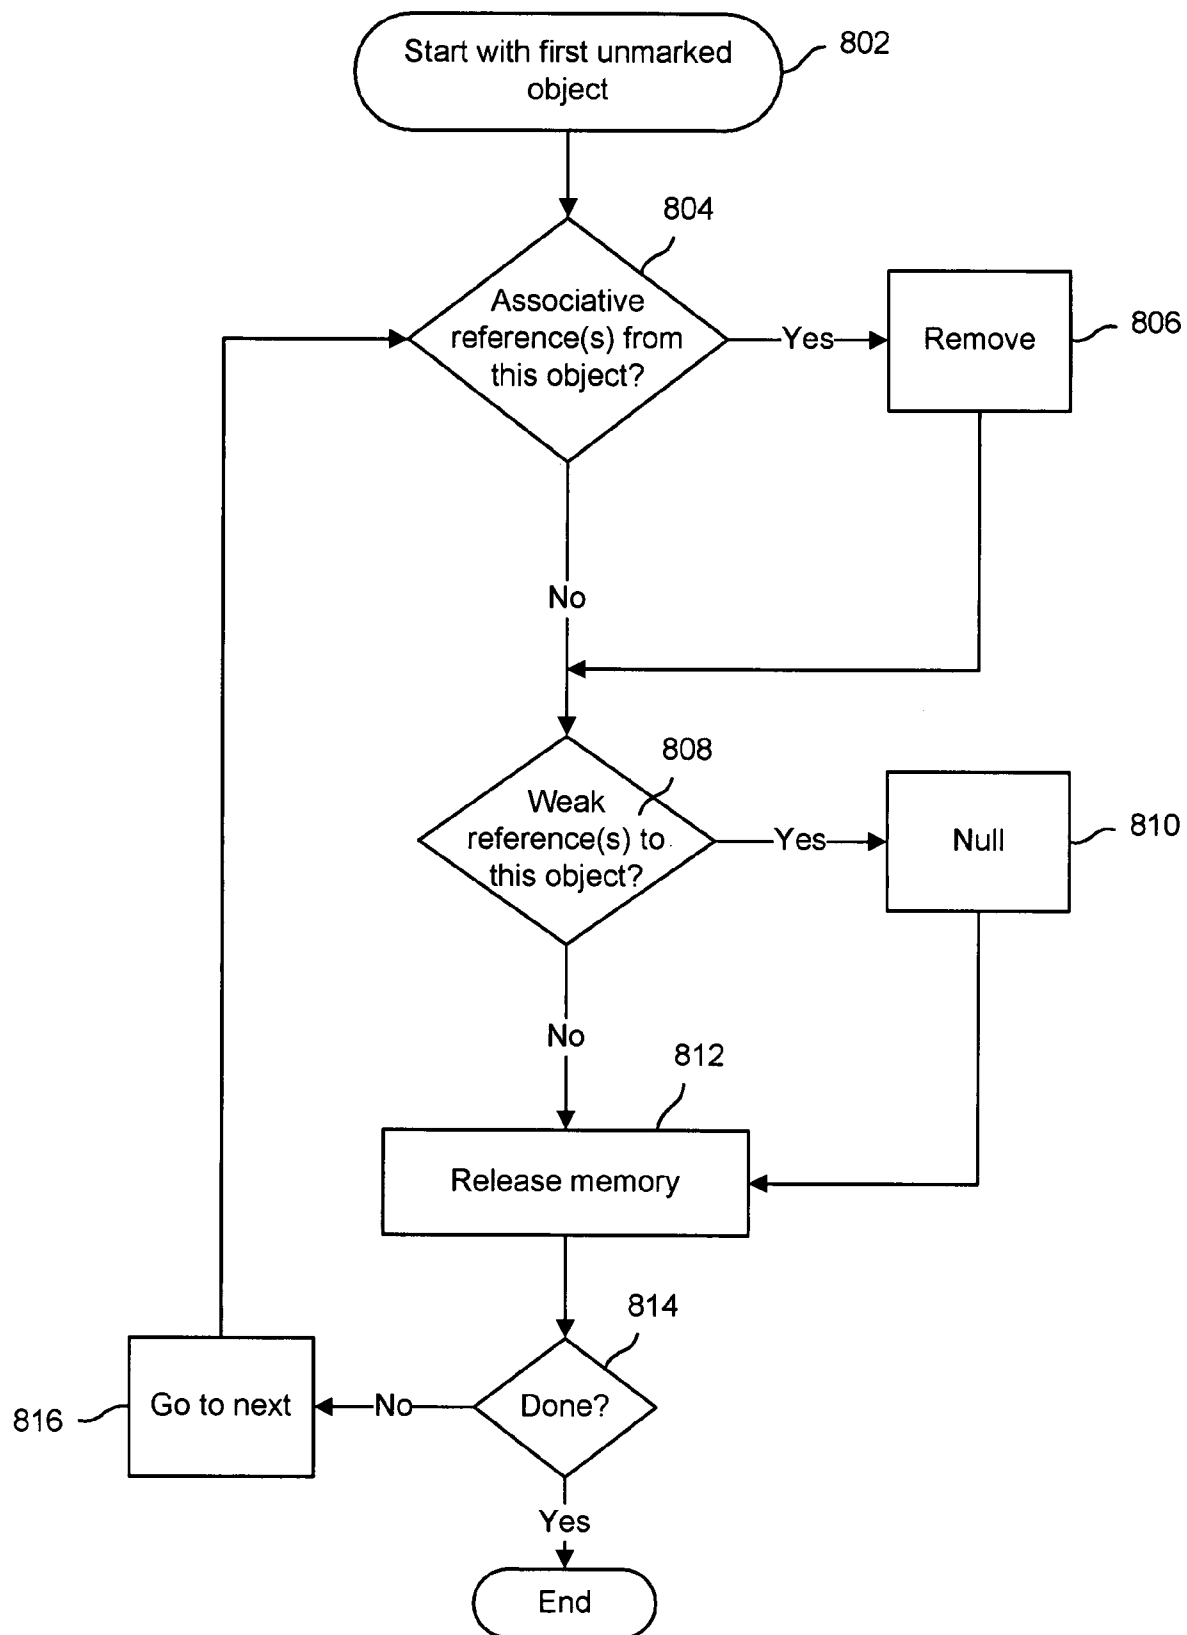 Start with first unmarked
object
802
804
Associative
reference(s) from
this object?
Yes
Remove
806
No
808
Weak
reference(s) to
this object?
Yes
Null
810
No
812
Release memory
814
Done?
No
Go to next
816
Yes
End